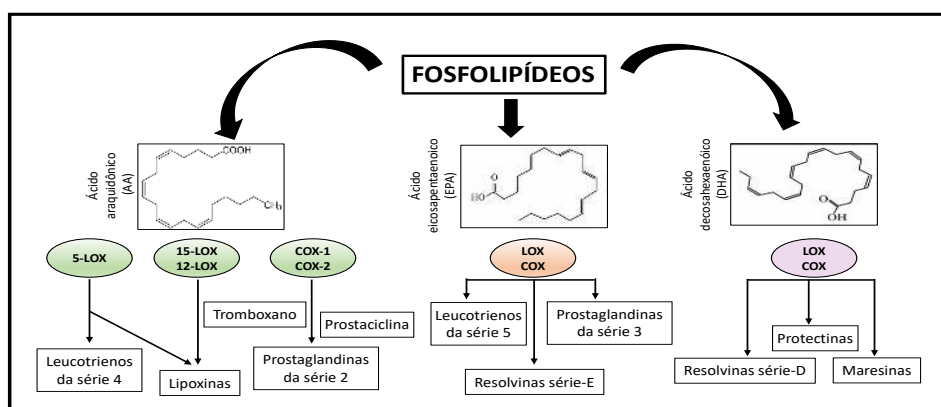 FOSFOLIPÍDEOS
Ácido
araquidônico
(AA)
COOH
CH₃
Ácido
eicosapentaenoico
(EPA)
O
HO
Ácido
decosahexaenóico
(DHA)
O
OH
5-LOX
15-LOX
12-LOX
COX-1
COX-2
LOX
COX
LOX
COX
Tromboxano
Prostaciclina
Leucotrienos
da série 4
Lipoxinas
Prostaglandinas
da série 2
Leucotrienos
da série 5
Prostaglandinas
da série 3
Resolvinas série-E
Protectinas
Resolvinas série-D
Maresinas